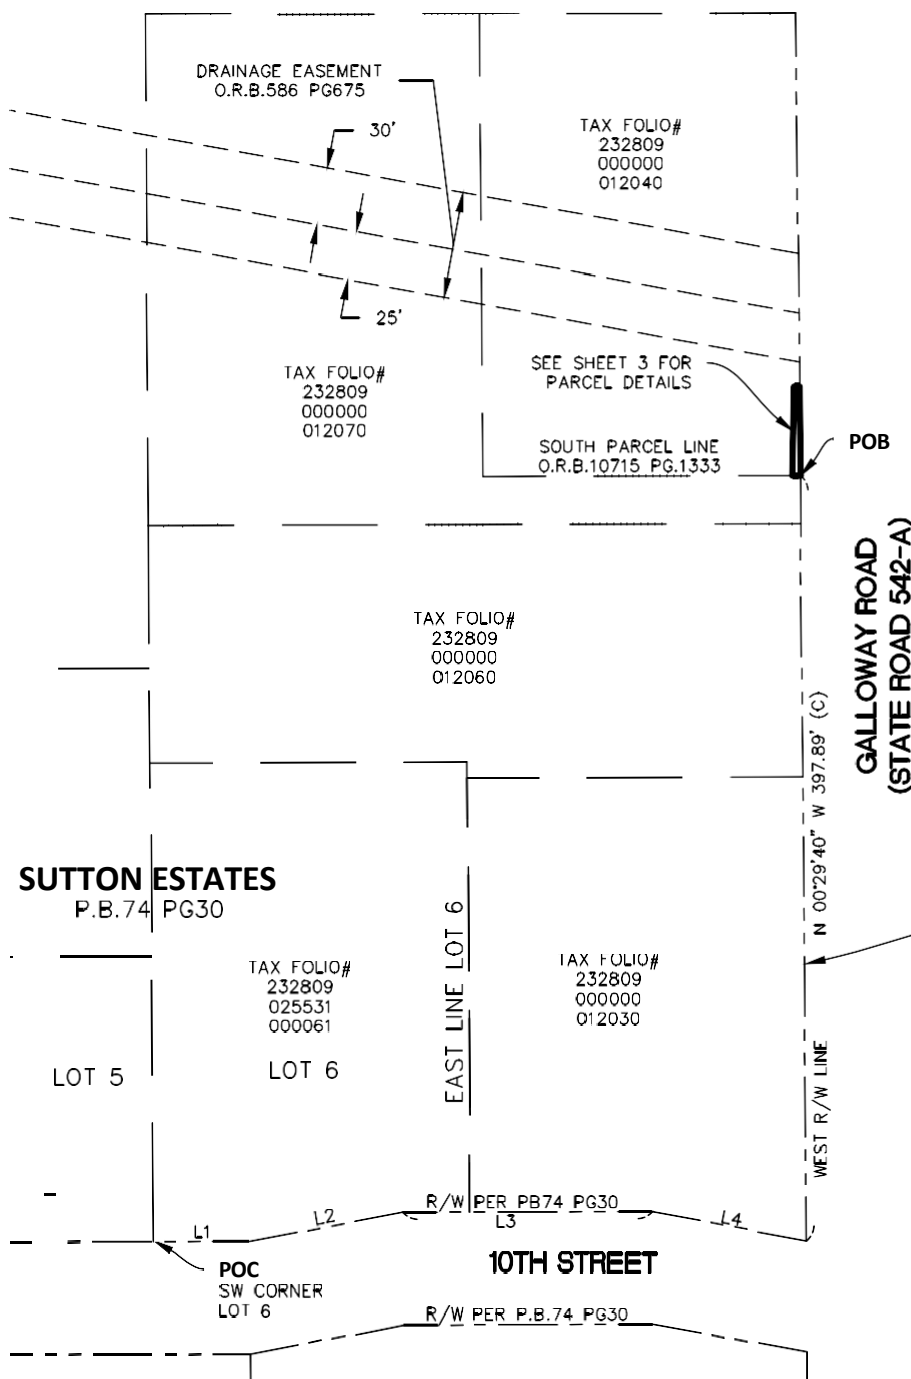 DRAINAGE EASEMENT
O.R.B.586 PG675
30'
TAX FOLIO#
232809
000000
012040
25'
TAX FOLIO#
232809
000000
012070
SEE SHEET 3 FOR
PARCEL DETAILS
SOUTH PARCEL LINE
O.R.B.10715 PG.1333
POB
GALLOWAY ROAD
(STATE ROAD 542-A)
TAX FOLIO#
232809
000000
012060
N 00°29'40" W 397.89' (C)
SUTTON ESTATES
P.B.74 PG30
EAST LINE LOT 6
TAX FOLIO#
232809
025531
000061
TAX FOLIO#
232809
000000
012030
LOT 5
LOT 6
WEST R/W LINE
R/W PER PB74 PG30
L1
L2
L3
L4
10TH STREET
POC
SW CORNER
LOT 6
R/W PER P.B.74 PG30